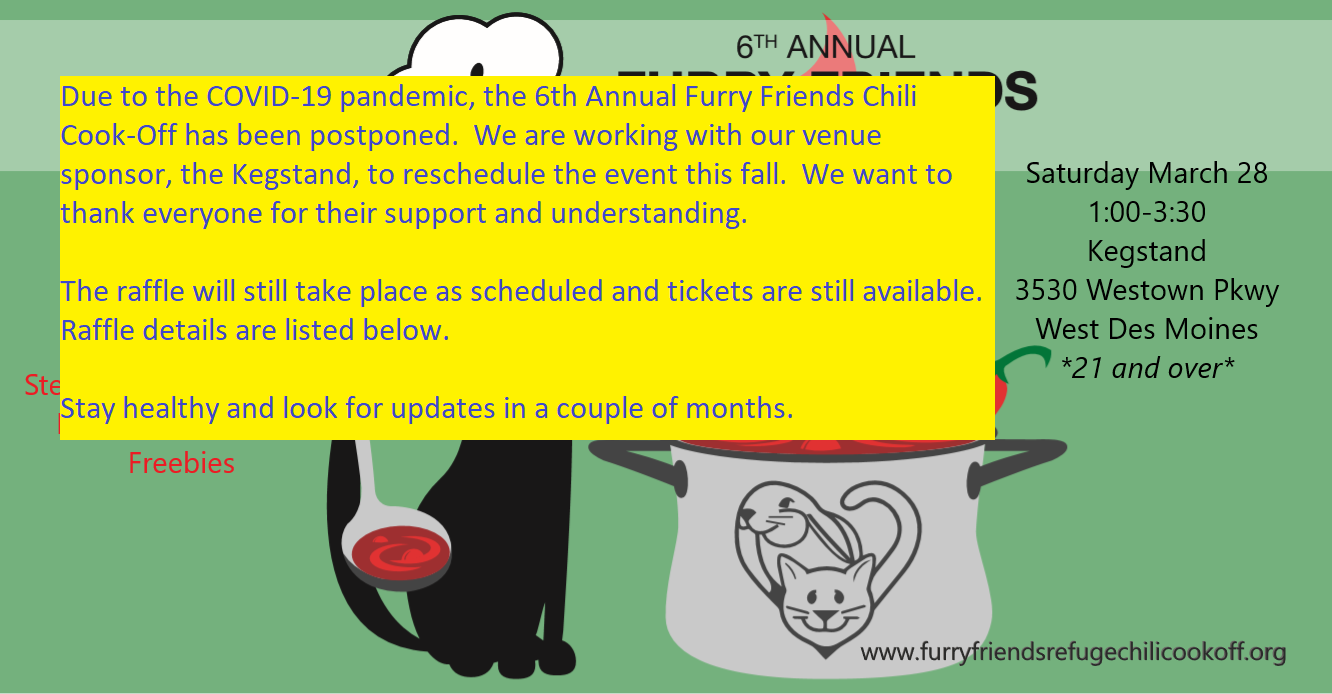 6TH ANNUAL
FURRY FRIENDS
Due to the COVID-19 pandemic, the 6th Annual Furry Friends Chili
Cook-Off has been postponed.  We are working with our venue
sponsor, the Kegstand, to reschedule the event this fall.  We want to
thank everyone for their support and understanding.
The raffle will still take place as scheduled and tickets are still available.
Raffle details are listed below.
Stay healthy and look for updates in a couple of months.
Saturday March 28
1:00-3:30
Kegstand
3530 Westown Pkwy
West Des Moines
*21 and over*
Freebies
www.furryfriendsrefugechilicookoff.org